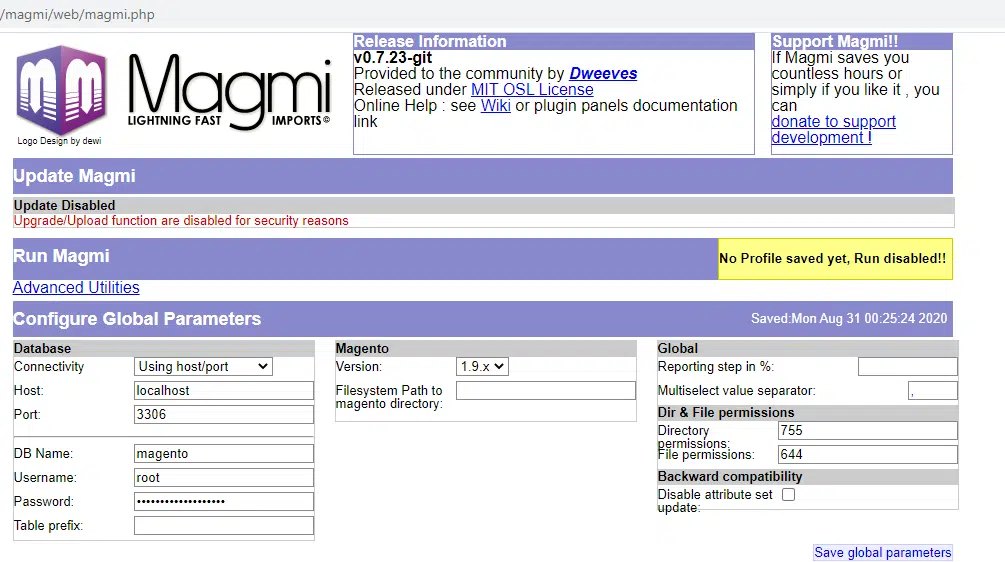 /magmi/web/magmi.php
Magmi
LIGHTNING FAST IMPORTS©
Logo Design by dewi
Release Information
v0.7.23-git
Provided to the community by Dweeves
Released under MIT OSL License
Online Help : see Wiki or plugin panels documentation
link
Support Magmi!!
If Magmi saves you
countless hours or
simply if you like it , you
can
donate to support
development !
Update Magmi
Update Disabled
Upgrade/Upload function are disabled for security reasons
Run Magmi
No Profile saved yet, Run disabled!!
Advanced Utilities
Configure Global Parameters
Saved:Mon Aug 31 00:25:24 2020
Database
Connectivity Using host/port
Host: localhost
Port: 3306
DB Name: magento
Username: root
Password: •••••••••••••••••••
Table prefix:
Magento
Version: 1.9.x
Filesystem Path to
magento directory:
Global
Reporting step in %:
Multiselect value separator: ,
Dir & File permissions
Directory
permissions: 755
File permissions: 644
Backward compatibility
Disable attribute set
update:
Save global parameters